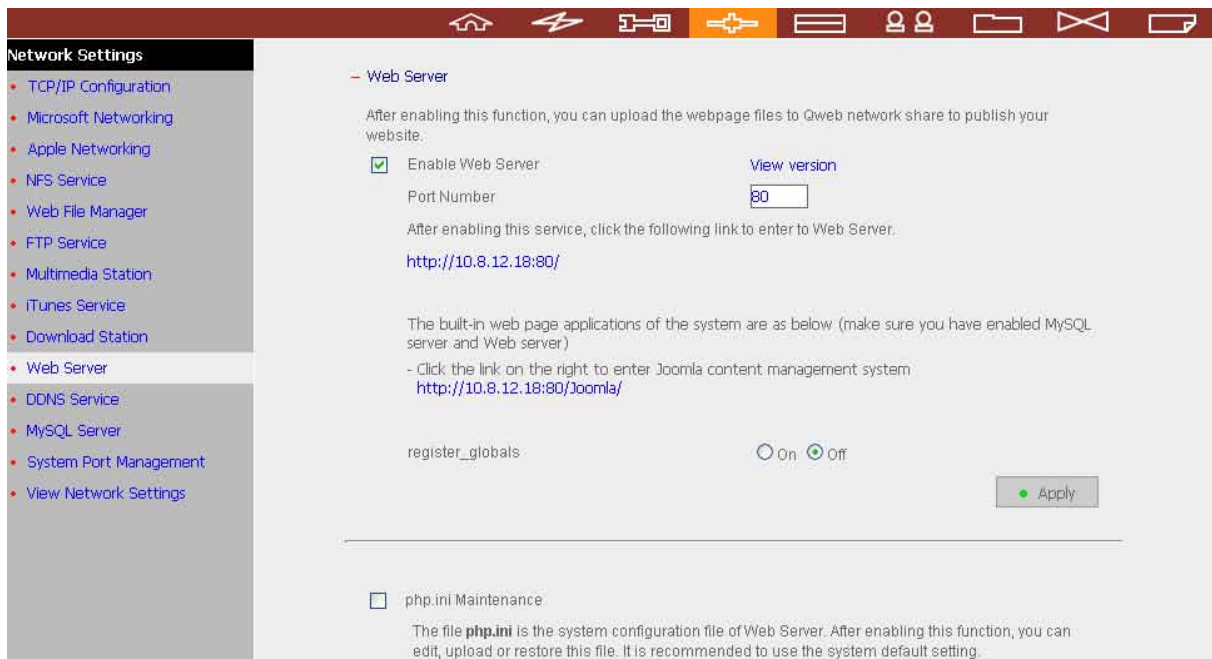 Network Settings
TCP/IP Configuration
Microsoft Networking
Apple Networking
NFS Service
Web File Manager
FTP Service
Multimedia Station
iTunes Service
Download Station
Web Server
DDNS Service
MySQL Server
System Port Management
View Network Settings
– Web Server
After enabling this function, you can upload the webpage files to Qweb network share to publish your
website.
Enable Web Server View version
Port Number 80
After enabling this service, click the following link to enter to Web Server.
http://10.8.12.18:80/
The built-in web page applications of the system are as below (make sure you have enabled MySQL
server and Web server)
- Click the link on the right to enter Joomla content management system
http://10.8.12.18:80/Joomla/
register_globals On Off
Apply
php.ini Maintenance
The file php.ini is the system configuration file of Web Server. After enabling this function, you can
edit, upload or restore this file. It is recommended to use the system default setting.